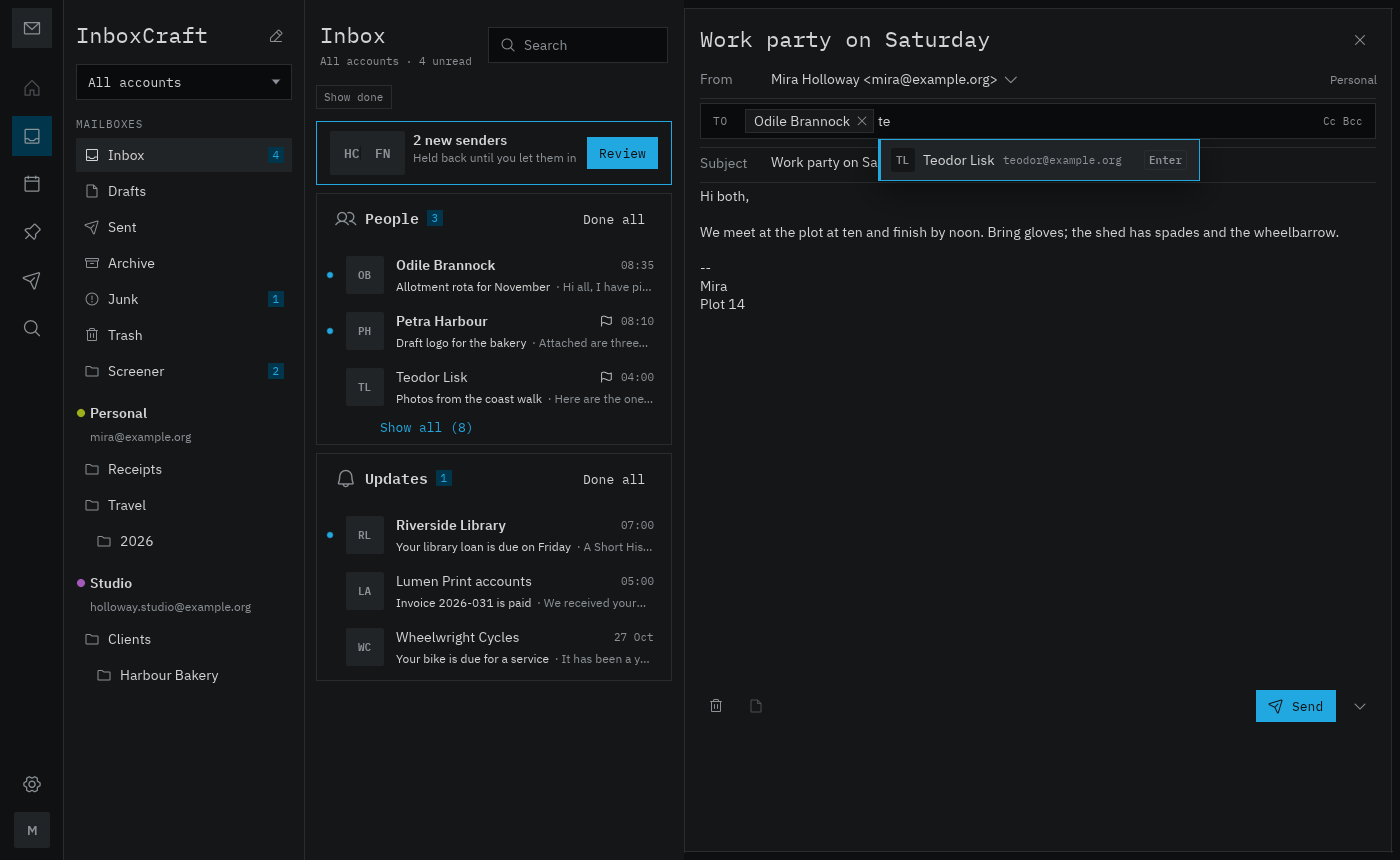 InboxCraft
All accounts
MAILBOXES
Inbox 4
Drafts
Sent
Archive
Junk 1
Trash
Screener 2
Personal
mira@example.org
Receipts
Travel
2026
Studio
holloway.studio@example.org
Clients
Harbour Bakery
M
Inbox
All accounts · 4 unread
Search
Show done
HC FN
2 new senders
Held back until you let them in
Review
People 3 Done all
OB
Odile Brannock 08:35
Allotment rota for November · Hi all, I have pi…
PH
Petra Harbour 08:10
Draft logo for the bakery · Attached are three…
TL
Teodor Lisk 04:00
Photos from the coast walk · Here are the one…
Show all (8)
Updates 1 Done all
RL
Riverside Library 07:00
Your library loan is due on Friday · A Short His…
LA
Lumen Print accounts 05:00
Invoice 2026-031 is paid · We received your…
WC
Wheelwright Cycles 27 Oct
Your bike is due for a service · It has been a y…
Work party on Saturday
From Mira Holloway <mira@example.org> Personal
TO Odile Brannock te Cc Bcc
TL Teodor Lisk teodor@example.org Enter
Subject Work party on Sa
Hi both,
We meet at the plot at ten and finish by noon. Bring gloves; the shed has spades and the wheelbarrow.
--
Mira
Plot 14
Send